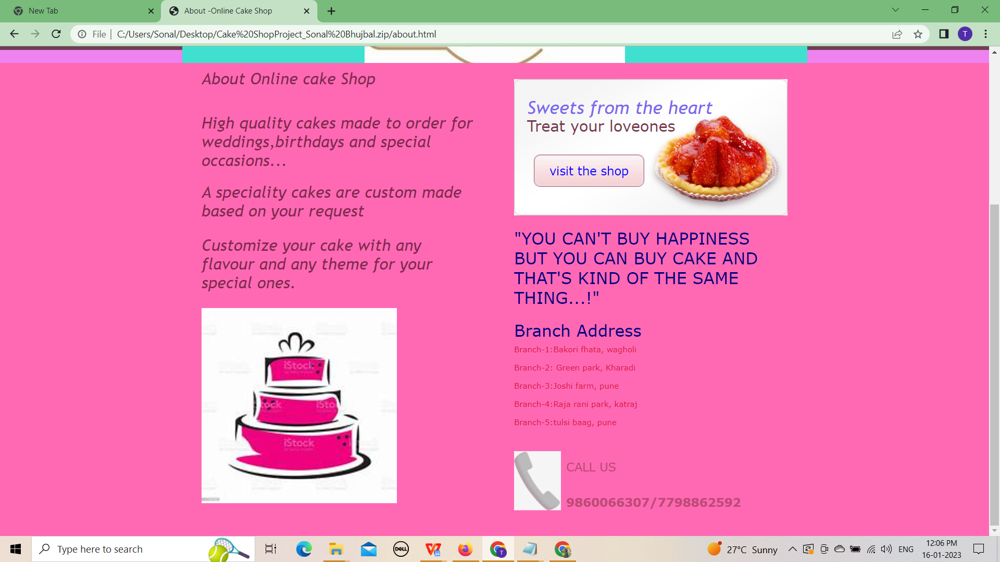 New Tab
About -Online Cake Shop
File
C:/Users/Sonal/Desktop/Cake%20ShopProject_Sonal%20Bhujbal.zip/about.html
T
About Online cake Shop
High quality cakes made to order for
weddings,birthdays and special
occasions...
A speciality cakes are custom made
based on your request
Customize your cake with any
flavour and any theme for your
special ones.
iStock
iStock
iStock
Sweets from the heart
Treat your loveones
visit the shop
"YOU CAN'T BUY HAPPINESS
BUT YOU CAN BUY CAKE AND
THAT'S KIND OF THE SAME
THING...!"
Branch Address
Branch-1:Bakori fhata, wagholi
Branch-2: Green park, Kharadi
Branch-3:Joshi farm, pune
Branch-4:Raja rani park, katraj
Branch-5:tulsi baag, pune
CALL US
9860066307/7798862592
Type here to search
DELL
T
27°C Sunny
ENG
12:06 PM
16-01-2023